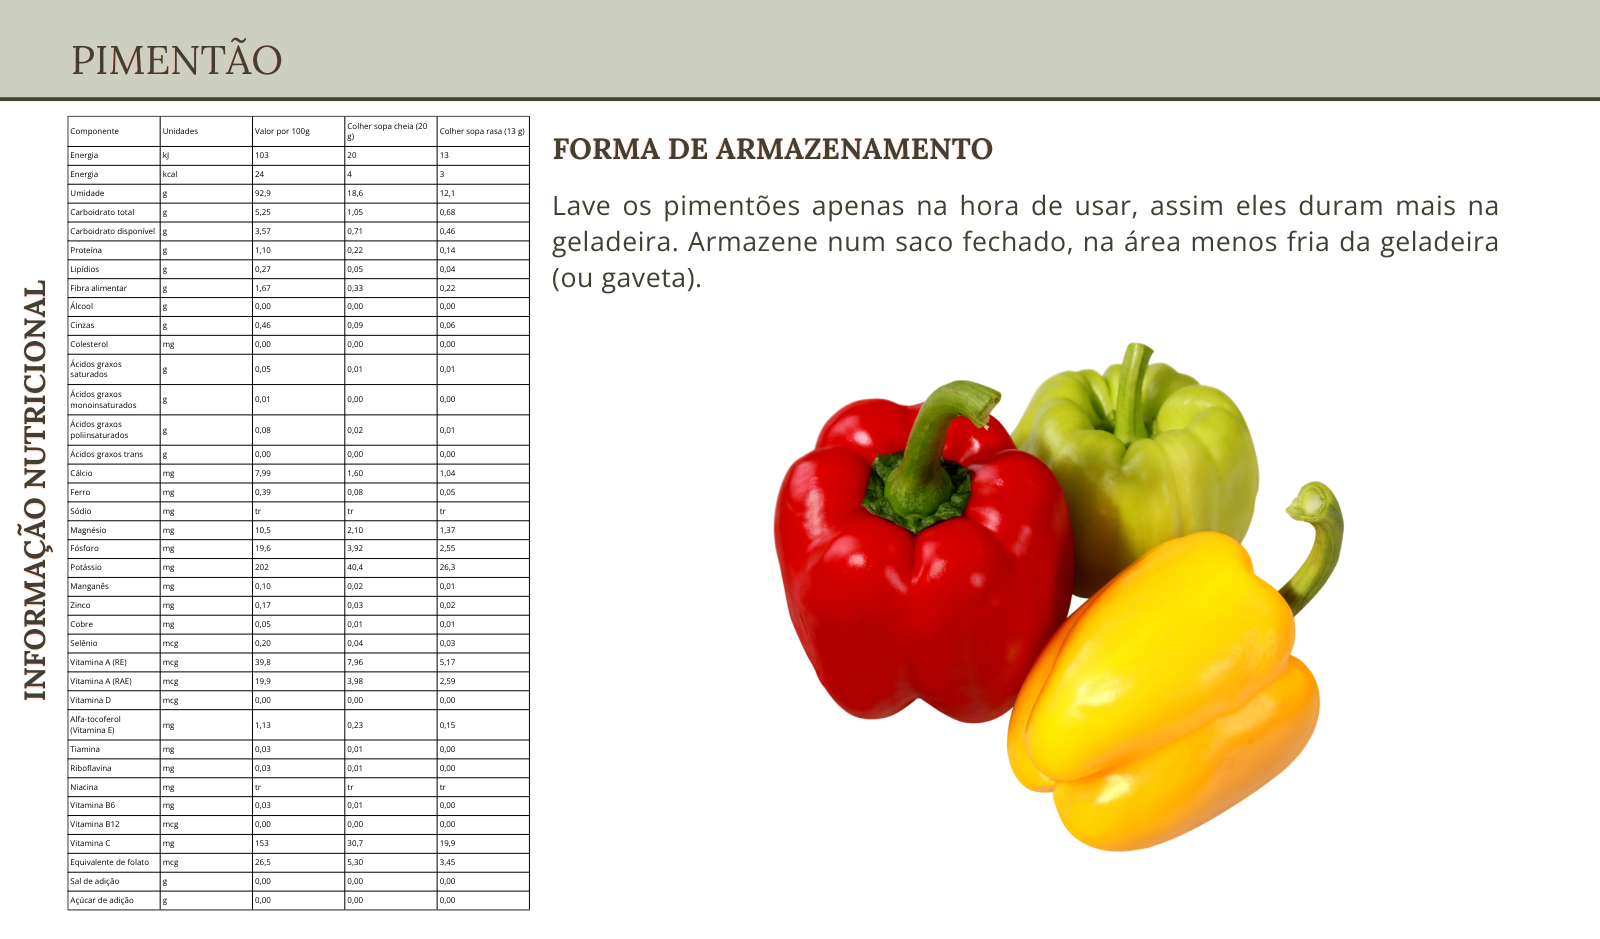 PIMENTÃO
INFORMAÇÃO NUTRICIONAL
Componente Unidades Valor por 100g Colher sopa cheia (20 g) Colher sopa rasa (13 g)
Energia kJ 103 20 13
Energia kcal 24 4 3
Umidade g 92,9 18,6 12,1
Carboidrato total g 5,25 1,05 0,68
Carboidrato disponível g 3,57 0,71 0,46
Proteína g 1,10 0,22 0,14
Lipídios g 0,27 0,05 0,04
Fibra alimentar g 1,67 0,33 0,22
Álcool g 0,00 0,00 0,00
Cinzas g 0,46 0,09 0,06
Colesterol mg 0,00 0,00 0,00
Ácidos graxos saturados g 0,05 0,01 0,01
Ácidos graxos monoinsaturados g 0,01 0,00 0,00
Ácidos graxos poliinsaturados g 0,08 0,02 0,01
Ácidos graxos trans g 0,00 0,00 0,00
Cálcio mg 7,99 1,60 1,04
Ferro mg 0,39 0,08 0,05
Sódio mg tr tr tr
Magnésio mg 10,5 2,10 1,37
Fósforo mg 19,6 3,92 2,55
Potássio mg 202 40,4 26,3
Manganês mg 0,10 0,02 0,01
Zinco mg 0,17 0,03 0,02
Cobre mg 0,05 0,01 0,01
Selênio mcg 0,20 0,04 0,03
Vitamina A (RE) mcg 39,8 7,96 5,17
Vitamina A (RAE) mcg 19,9 3,98 2,59
Vitamina D mcg 0,00 0,00 0,00
Alfa-tocoferol (Vitamina E) mg 1,13 0,23 0,15
Tiamina mg 0,03 0,01 0,00
Riboflavina mg 0,03 0,01 0,00
Niacina mg tr tr tr
Vitamina B6 mg 0,03 0,01 0,00
Vitamina B12 mcg 0,00 0,00 0,00
Vitamina C mg 153 30,7 19,9
Equivalente de folato mcg 26,5 5,30 3,45
Sal de adição g 0,00 0,00 0,00
Açúcar de adição g 0,00 0,00 0,00
FORMA DE ARMAZENAMENTO
Lave os pimentões apenas na hora de usar, assim eles duram mais na
geladeira. Armazene num saco fechado, na área menos fria da geladeira
(ou gaveta).